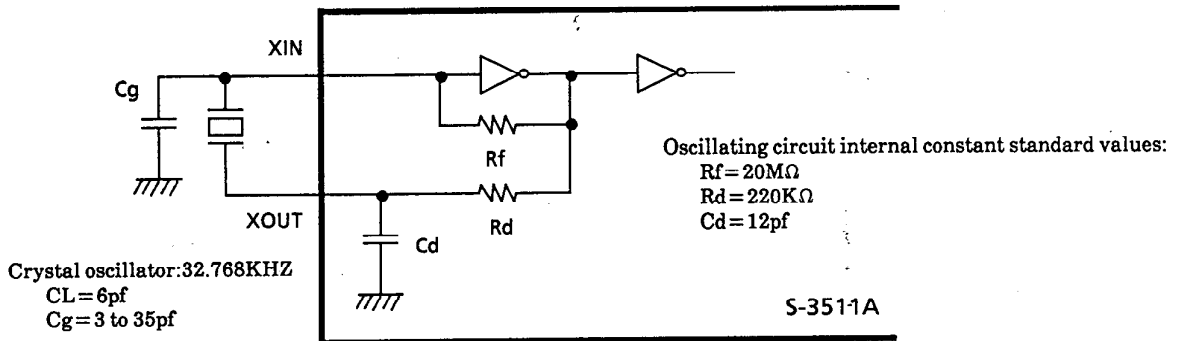 XIN
Cg
Rf
Oscillating circuit internal constant standard values:
Rf=20MΩ
Rd=220KΩ
Cd=12pf
XOUT
Rd
Cd
Crystal oscillator:32.768KHZ
CL=6pf
Cg=3 to 35pf
S-3511A